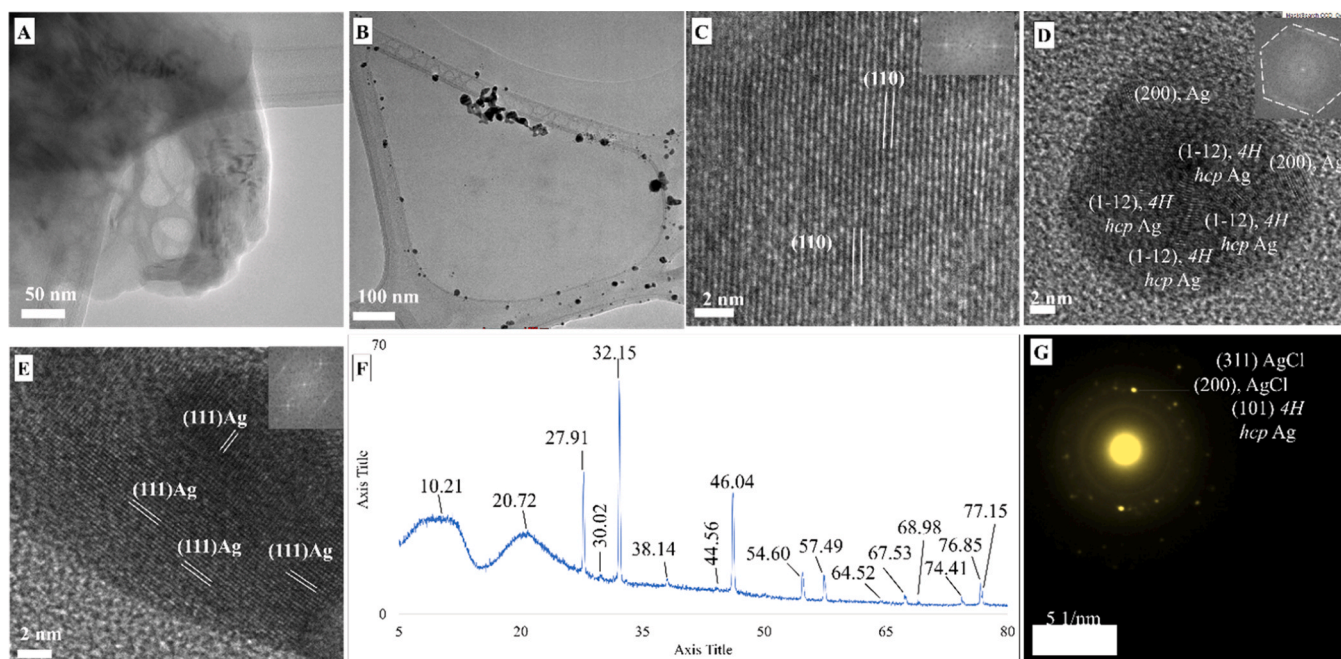 A
50 nm
B
100 nm
C
(110)
(110)
2 nm
D
(200), Ag
(1-12), 4H
hcp Ag
(200), Ag
(1-12), 4H
hcp Ag
(1-12), 4H
hcp Ag
(1-12), 4H
hcp Ag
2 nm
E
(111)Ag
(111)Ag
(111)Ag
(111)Ag
2 nm
F
70
Axis Title
0
10.21
20.72
27.91
30.02
32.15
38.14
44.56
46.04
54.60
57.49
64.52
67.53
68.98
74.41
76.85
77.15
5
20
35
50
65
80
Axis Title
G
(311) AgCl
(200), AgCl
(101) 4H
hcp Ag
5 1/nm